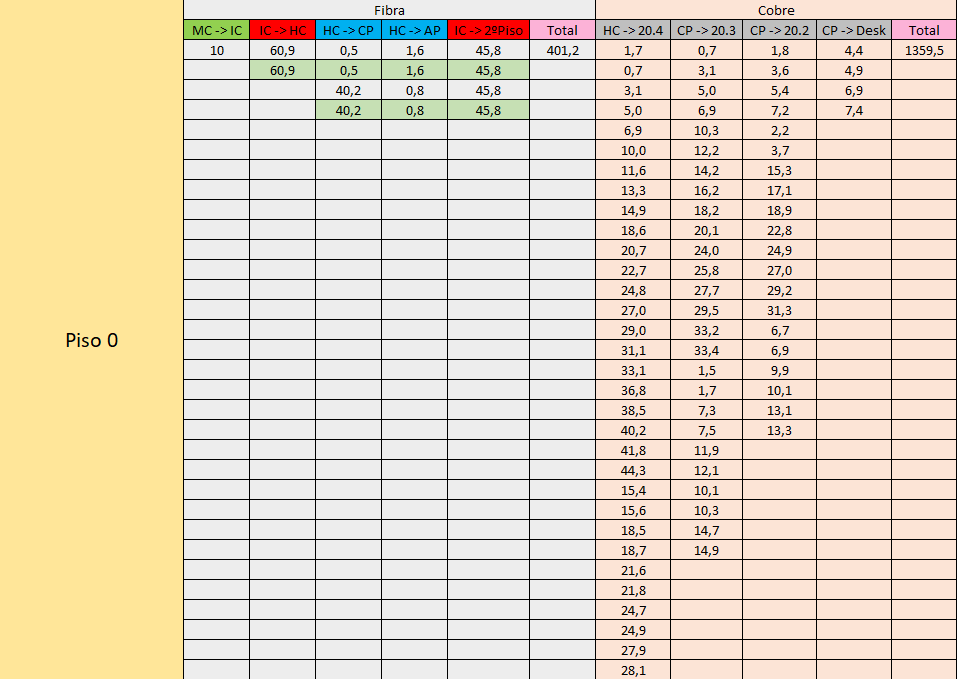 Fibra Cobre
MC -> IC IC -> HC HC -> CP HC -> AP IC -> 2ºPiso Total HC -> 20.4 CP -> 20.3 CP -> 20.2 CP -> Desk Total
10 60,9 0,5 1,6 45,8 401,2 1,7 0,7 1,8 4,4 1359,5
60,9 0,5 1,6 45,8 0,7 3,1 3,6 4,9
40,2 0,8 45,8 3,1 5,0 5,4 6,9
40,2 0,8 45,8 5,0 6,9 7,2 7,4
6,9 10,3 2,2
10,0 12,2 3,7
11,6 14,2 15,3
13,3 16,2 17,1
14,9 18,2 18,9
18,6 20,1 22,8
20,7 24,0 24,9
22,7 25,8 27,0
24,8 27,7 29,2
27,0 29,5 31,3
29,0 33,2 6,7
Piso 0
31,1 33,4 6,9
33,1 1,5 9,9
36,8 1,7 10,1
38,5 7,3 13,1
40,2 7,5 13,3
41,8 11,9
44,3 12,1
15,4 10,1
15,6 10,3
18,5 14,7
18,7 14,9
21,6
21,8
24,7
24,9
27,9
28,1